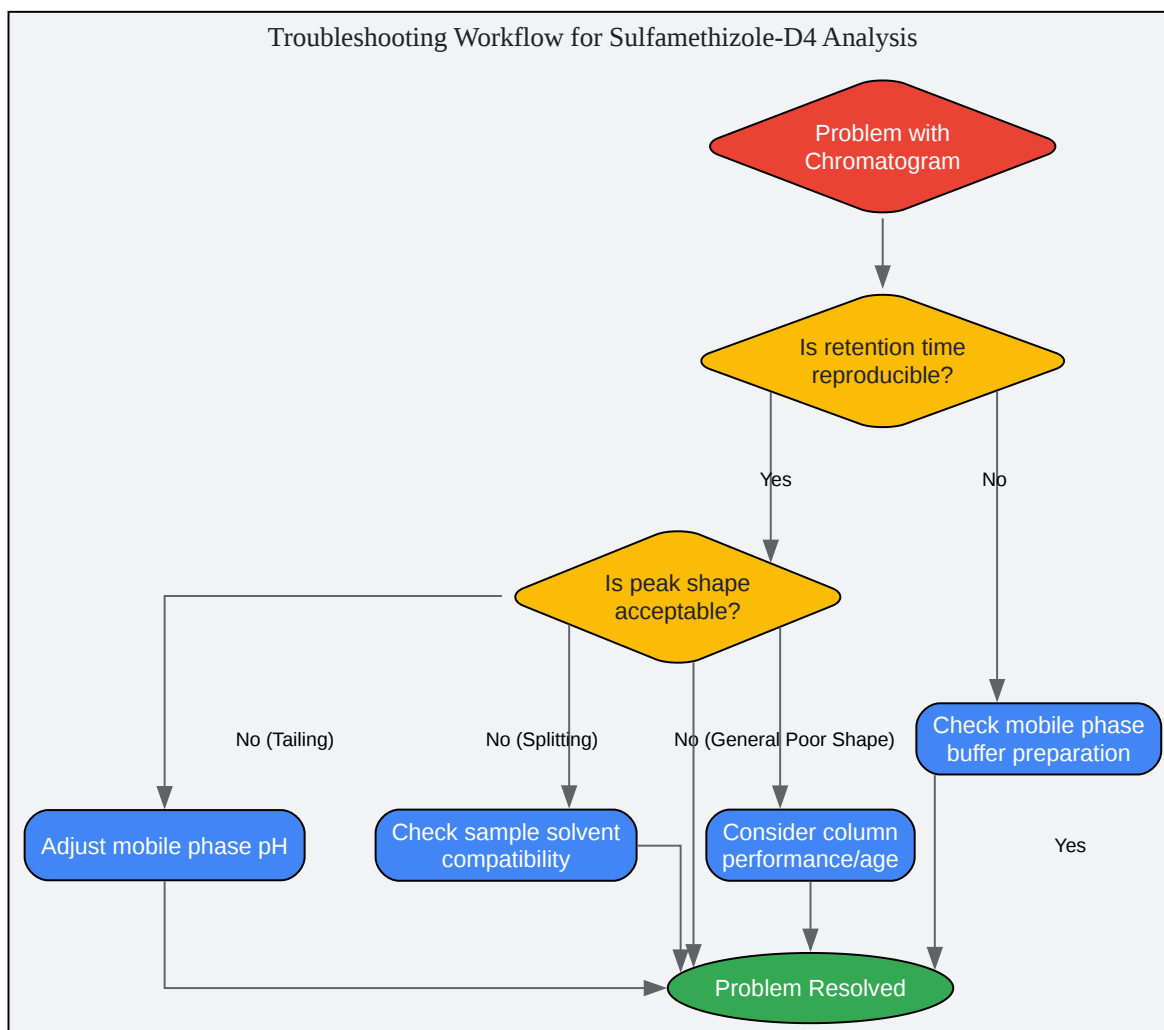 Troubleshooting Workflow for Sulfamethizole-D4 Analysis
Problem with
Chromatogram
Is retention time
reproducible?
Yes
No
Is peak shape
acceptable?
No (Tailing)
No (Splitting)
No (General Poor Shape)
Check mobile phase
buffer preparation
Adjust mobile phase pH
Check sample solvent
compatibility
Consider column
performance/age
Yes
Problem Resolved